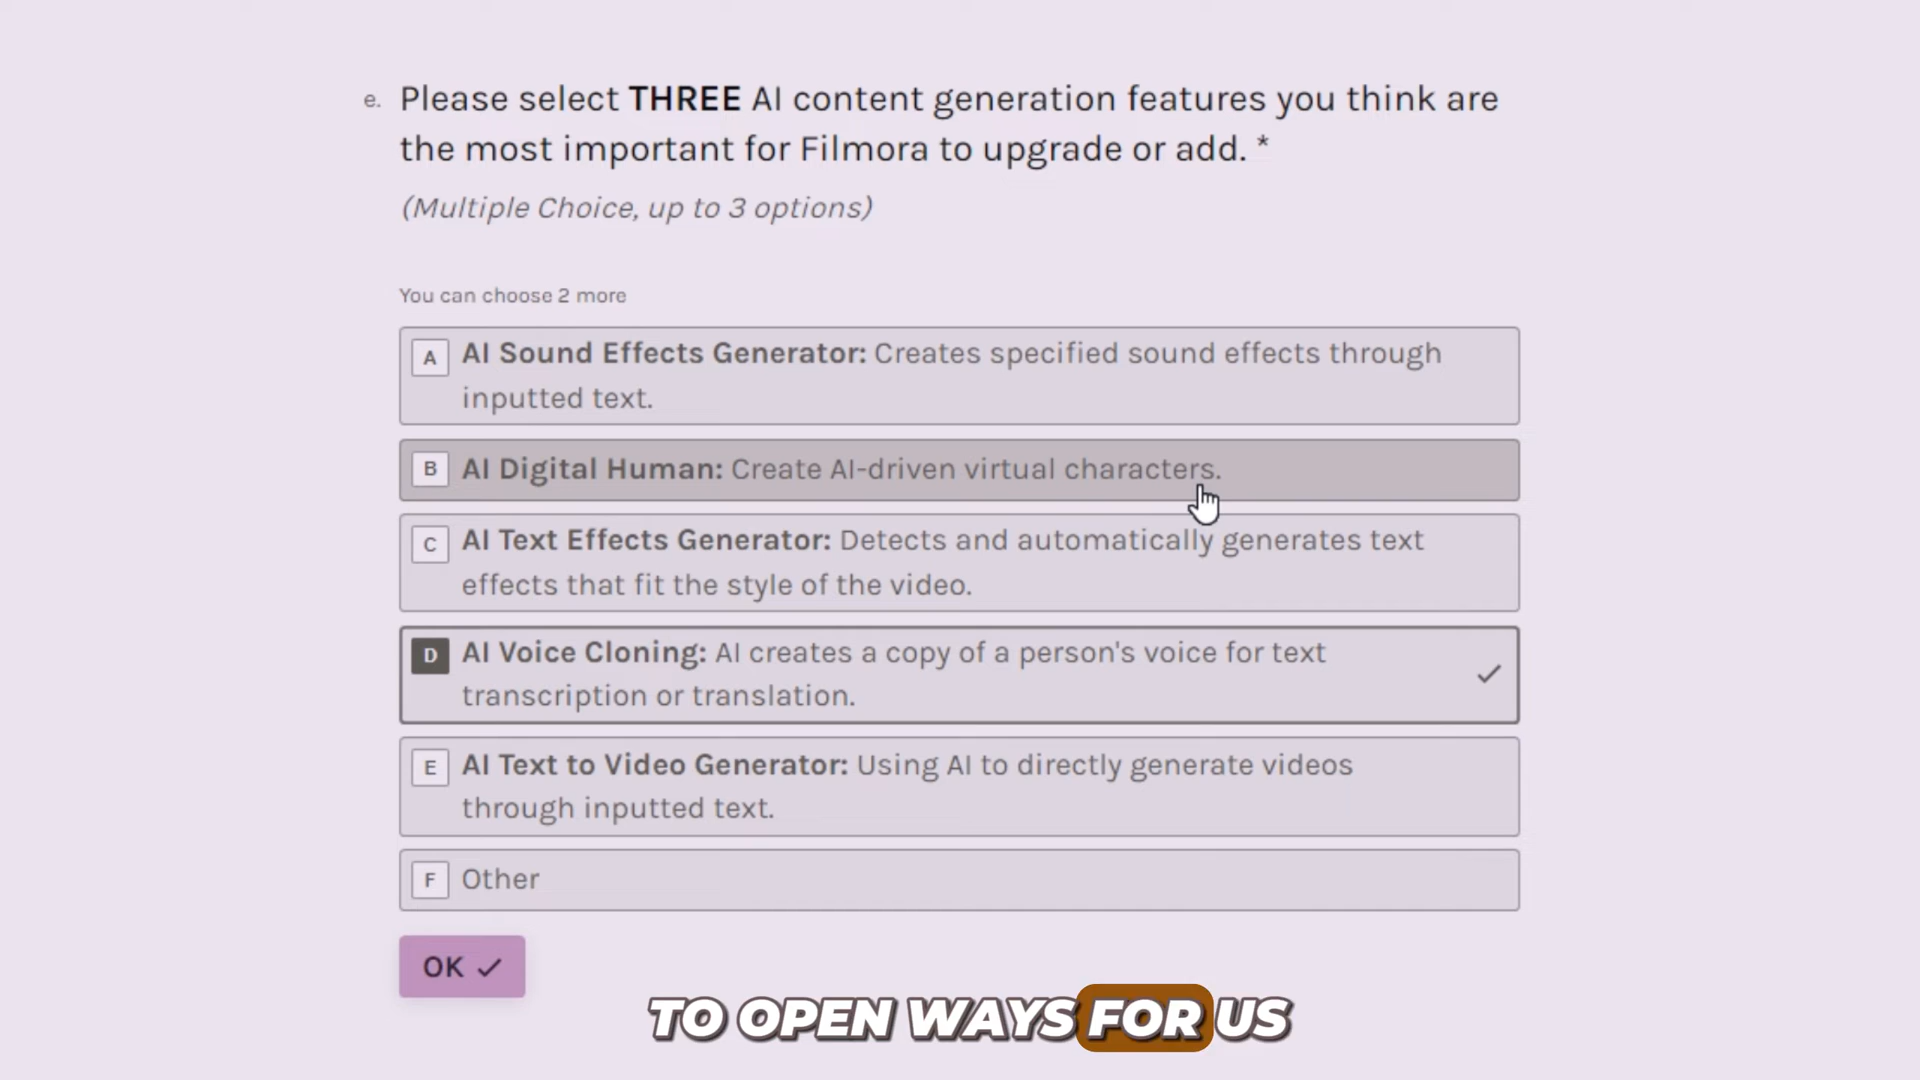 e. Please select THREE AI content generation features you think are
the most important for Filmora to upgrade or add. *
(Multiple Choice, up to 3 options)
You can choose 2 more
A AI Sound Effects Generator: Creates specified sound effects through
inputted text.
B AI Digital Human: Create AI-driven virtual characters.
C AI Text Effects Generator: Detects and automatically generates text
effects that fit the style of the video.
D AI Voice Cloning: AI creates a copy of a person's voice for text
transcription or translation.
E AI Text to Video Generator: Using AI to directly generate videos
through inputted text.
F Other
OK
TO OPEN WAYS FOR US